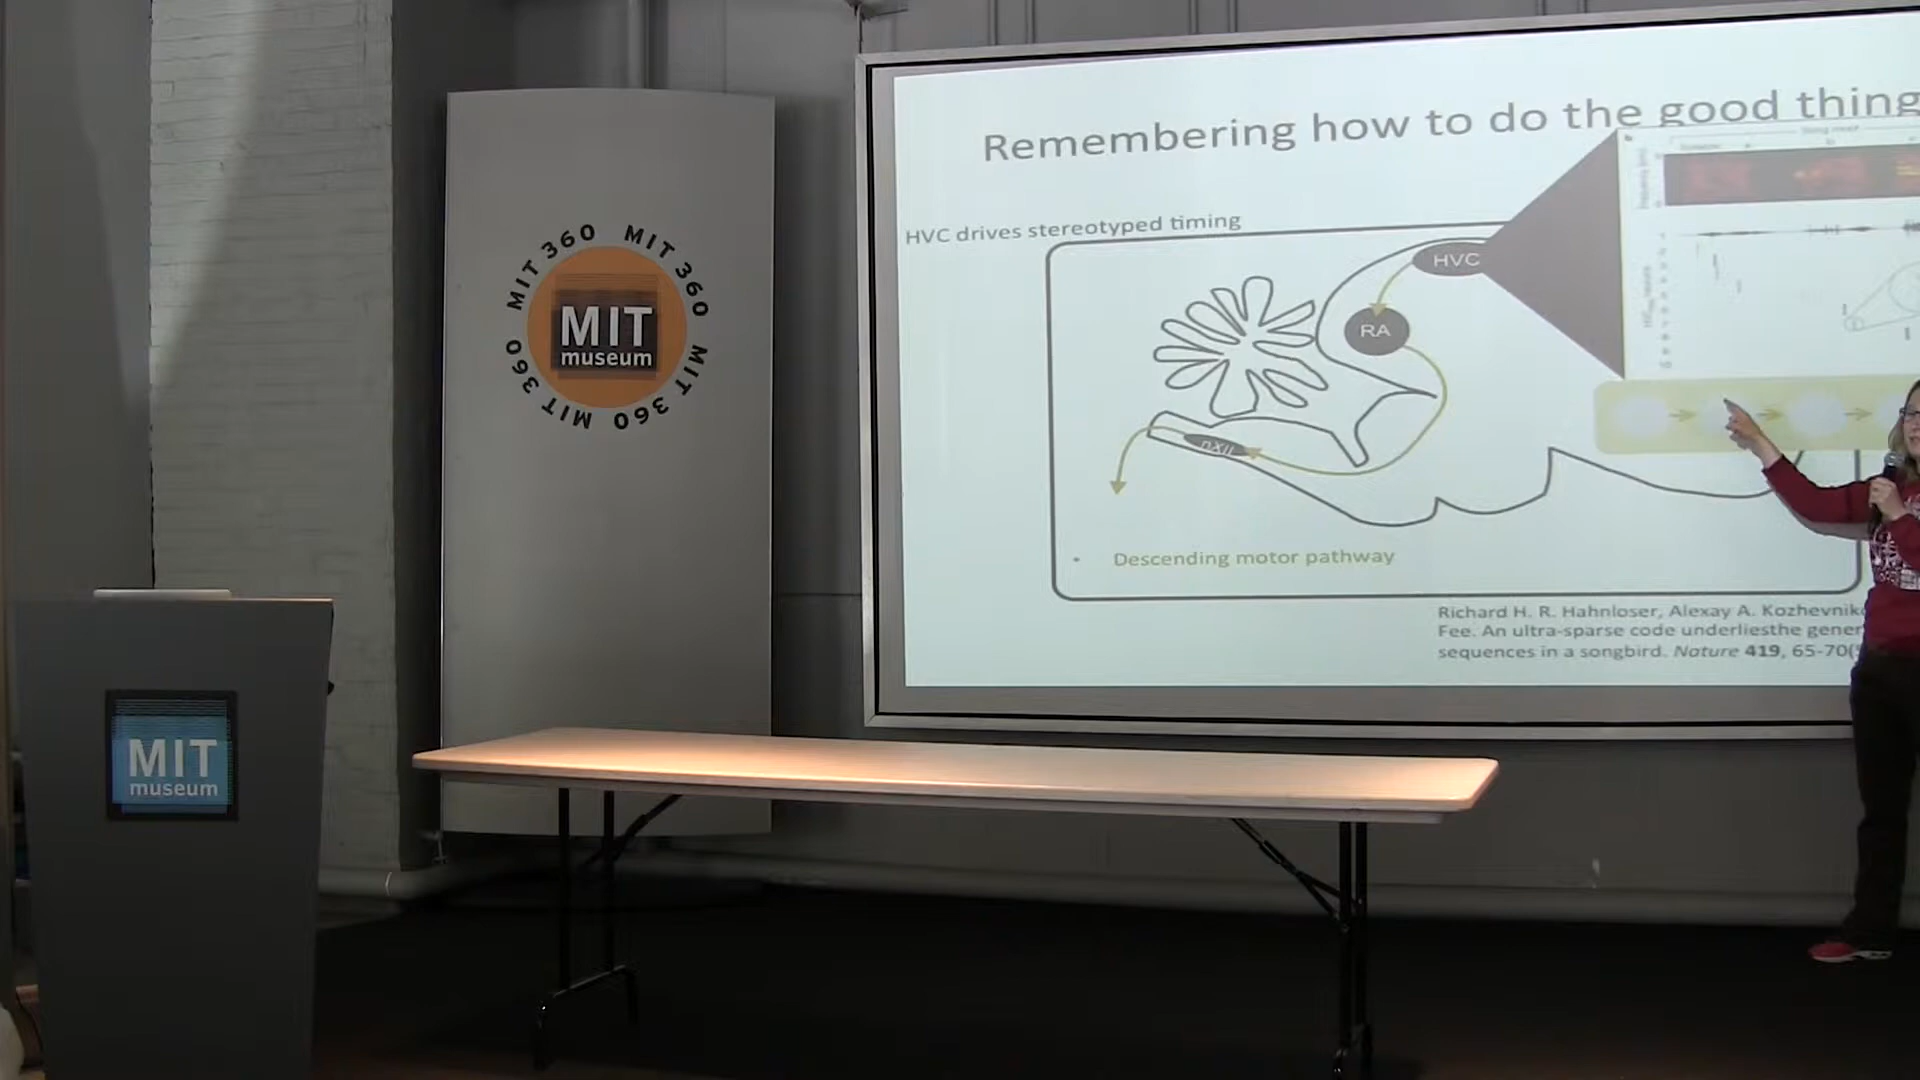 MIT 360 MIT 360 MIT 360 MIT 360
MIT
museum
MIT
museum
Remembering how to do the good thing
HVC drives stereotyped timing
HVC
RA
nXII
Descending motor pathway
Richard H. R. Hahnloser, Alexay A. Kozhevnik
Fee. An ultra-sparse code underliesthe gener
sequences in a songbird. Nature 419, 65-70(